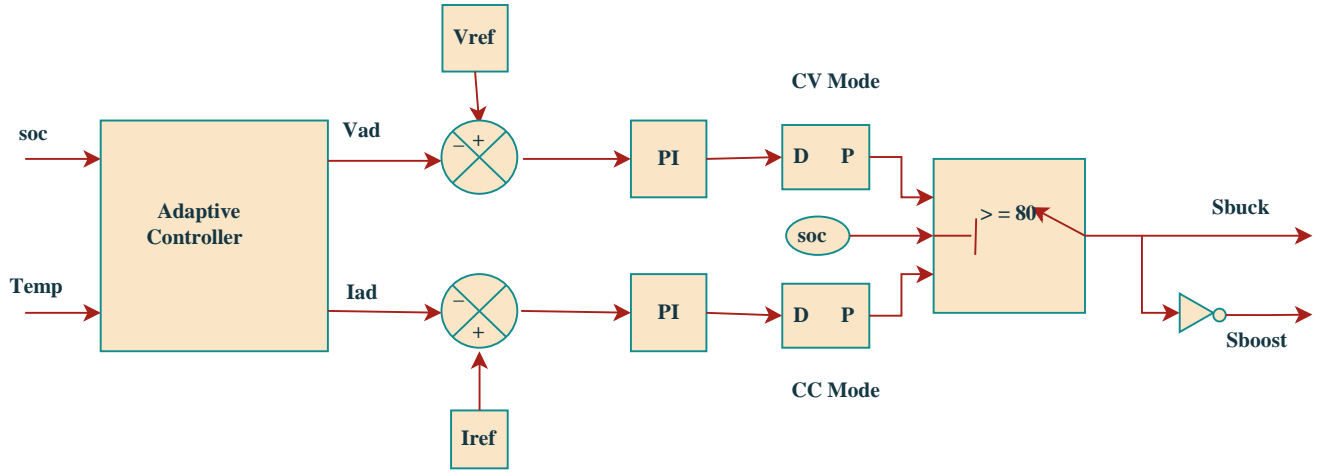 Vref
CV Mode
soc
Vad
− +
PI
D P
Adaptive
Controller
> = 80
Sbuck
soc
Temp
Iad
−
+
PI
D P
Sboost
CC Mode
Iref